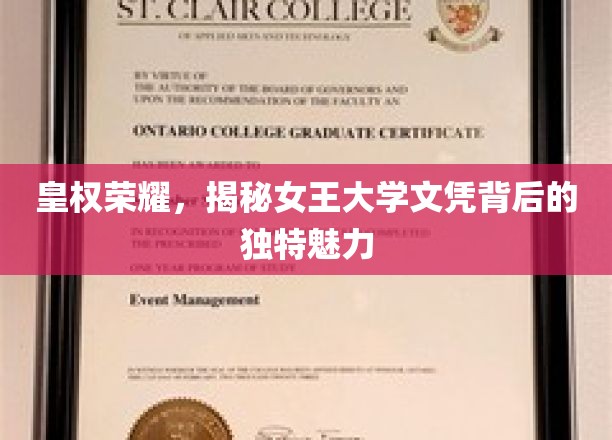 ST. CLAIR COLLEGE
OF APPLIED ARTS AND TECHNOLOGY
BY VIRTUE OF
THE AUTHORITY OF THE BOARD OF GOVERNORS AND
UPON THE RECOMMENDATION OF THE FACULTY AN
ONTARIO COLLEGE GRADUATE CERTIFICATE
HAS BEEN AWARDED TO
皇权荣耀，揭秘女王大学文凭背后的
独特魅力
IN RECOGNITION OF
COMPLETED
THE PRESCRIBED
ONE YEAR PROGRAM OF STUDY
Event Management